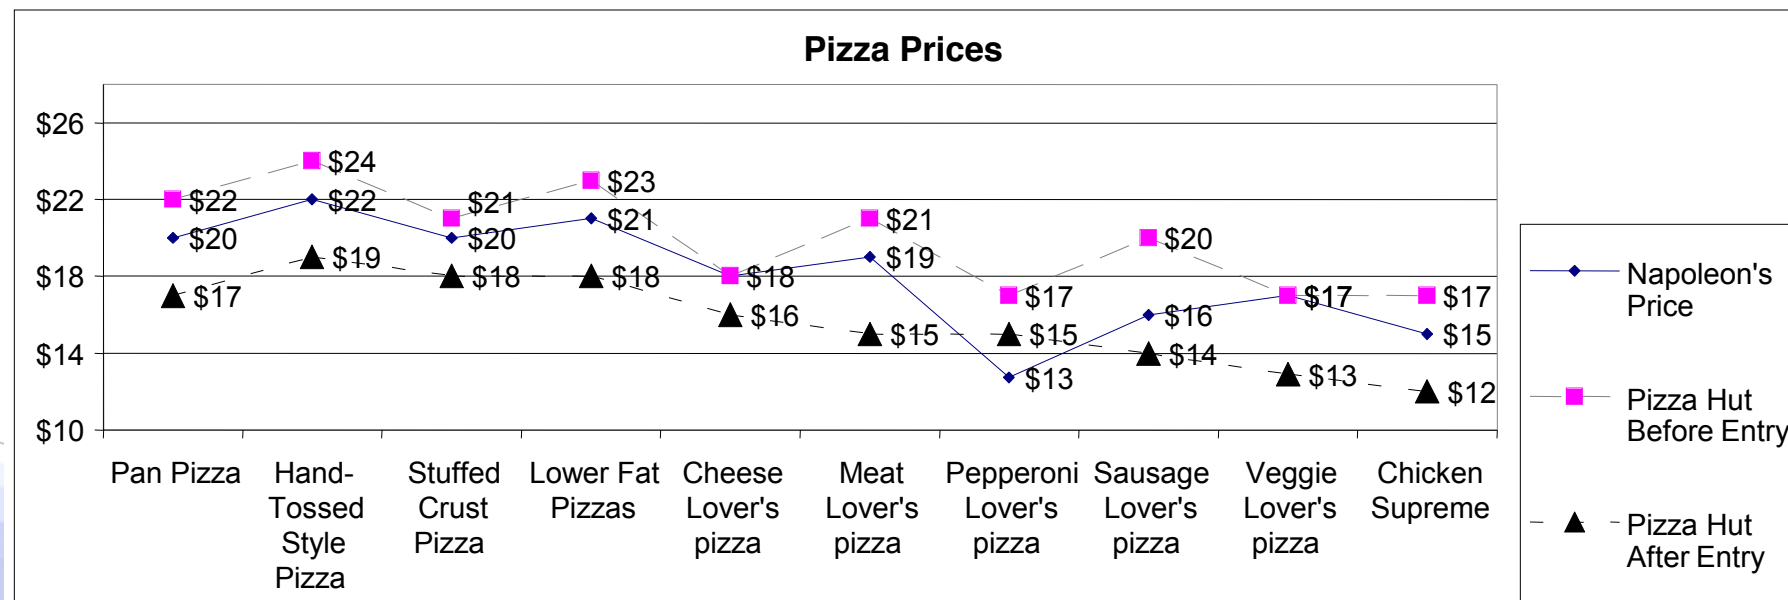 Pizza Prices
$26
$22
$18
$14
$10
$22
$24
$21
$23
$18
$21
$17
$20
$17
$17
$20
$22
$20
$21
$19
$13
$16
$17
$15
$17
$19
$18
$18
$16
$15
$15
$14
$13
$12
Pan Pizza
Hand-
Tossed
Style
Pizza
Stuffed
Crust
Pizza
Lower Fat
Pizzas
Cheese
Lover's
pizza
Meat
Lover's
pizza
Pepperoni
Lover's
pizza
Sausage
Lover's
pizza
Veggie
Lover's
pizza
Chicken
Supreme
Napoleon's
Price
Pizza Hut
Before Entry
Pizza Hut
After Entry